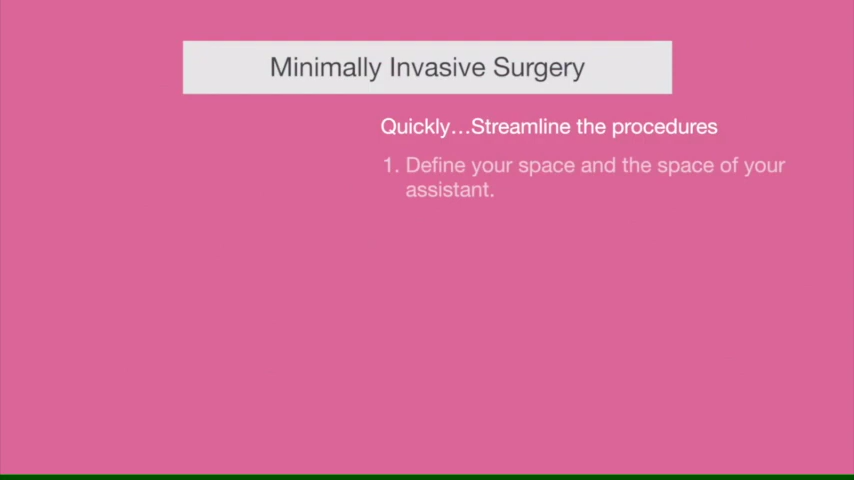 Minimally Invasive Surgery
Quickly...Streamline the procedures
1. Define your space and the space of your
assistant.